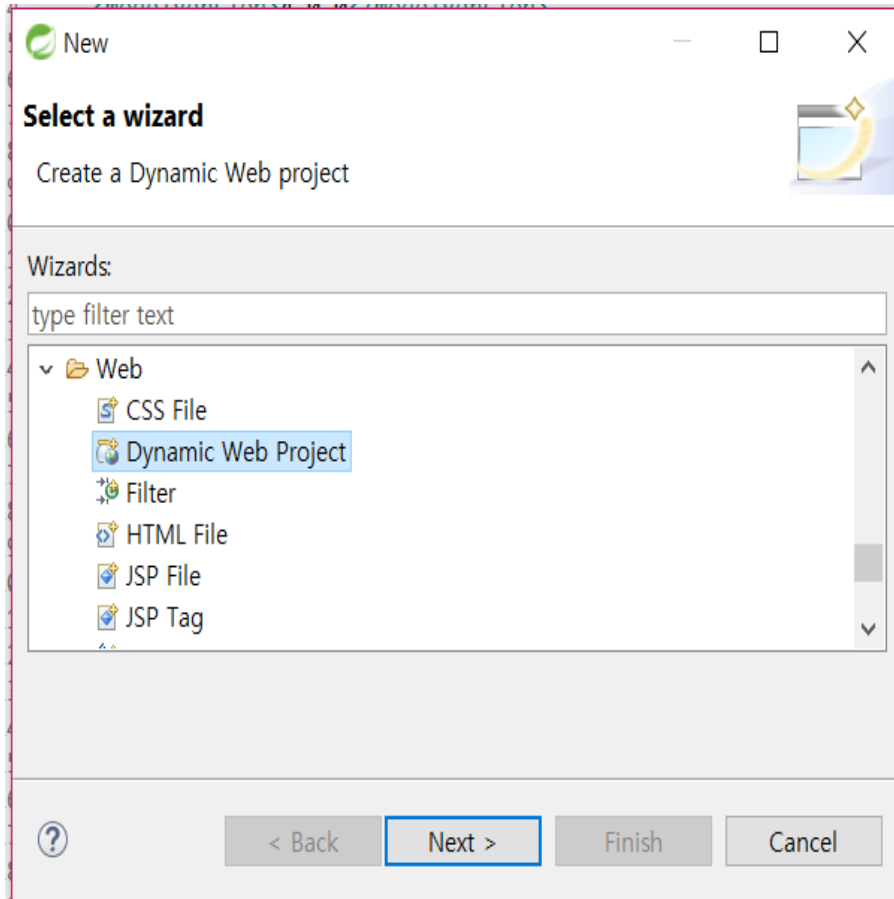 New
Select a wizard
Create a Dynamic Web project
Wizards:
type filter text
Web
CSS File
Dynamic Web Project
Filter
HTML File
JSP File
JSP Tag
< Back Next > Finish Cancel